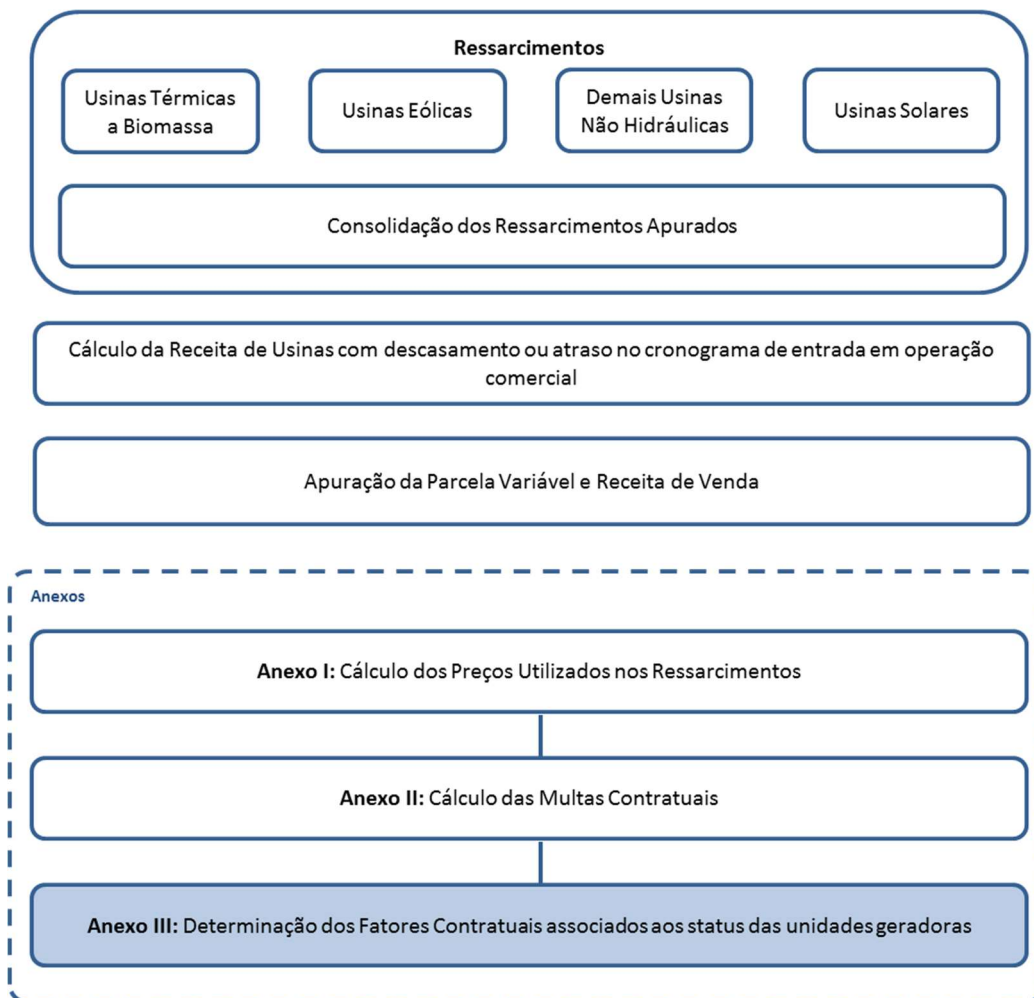 Ressarcimentos
Usinas Térmicas
a Biomassa
Usinas Eólicas
Demais Usinas
Não Hidráulicas
Usinas Solares
Consolidação dos Ressarcimentos Apurados
Cálculo da Receita de Usinas com descasamento ou atraso no cronograma de entrada em operação
comercial
Apuração da Parcela Variável e Receita de Venda
Anexos
Anexo I: Cálculo dos Preços Utilizados nos Ressarcimentos
Anexo II: Cálculo das Multas Contratuais
Anexo III: Determinação dos Fatores Contratuais associados aos status das unidades geradoras